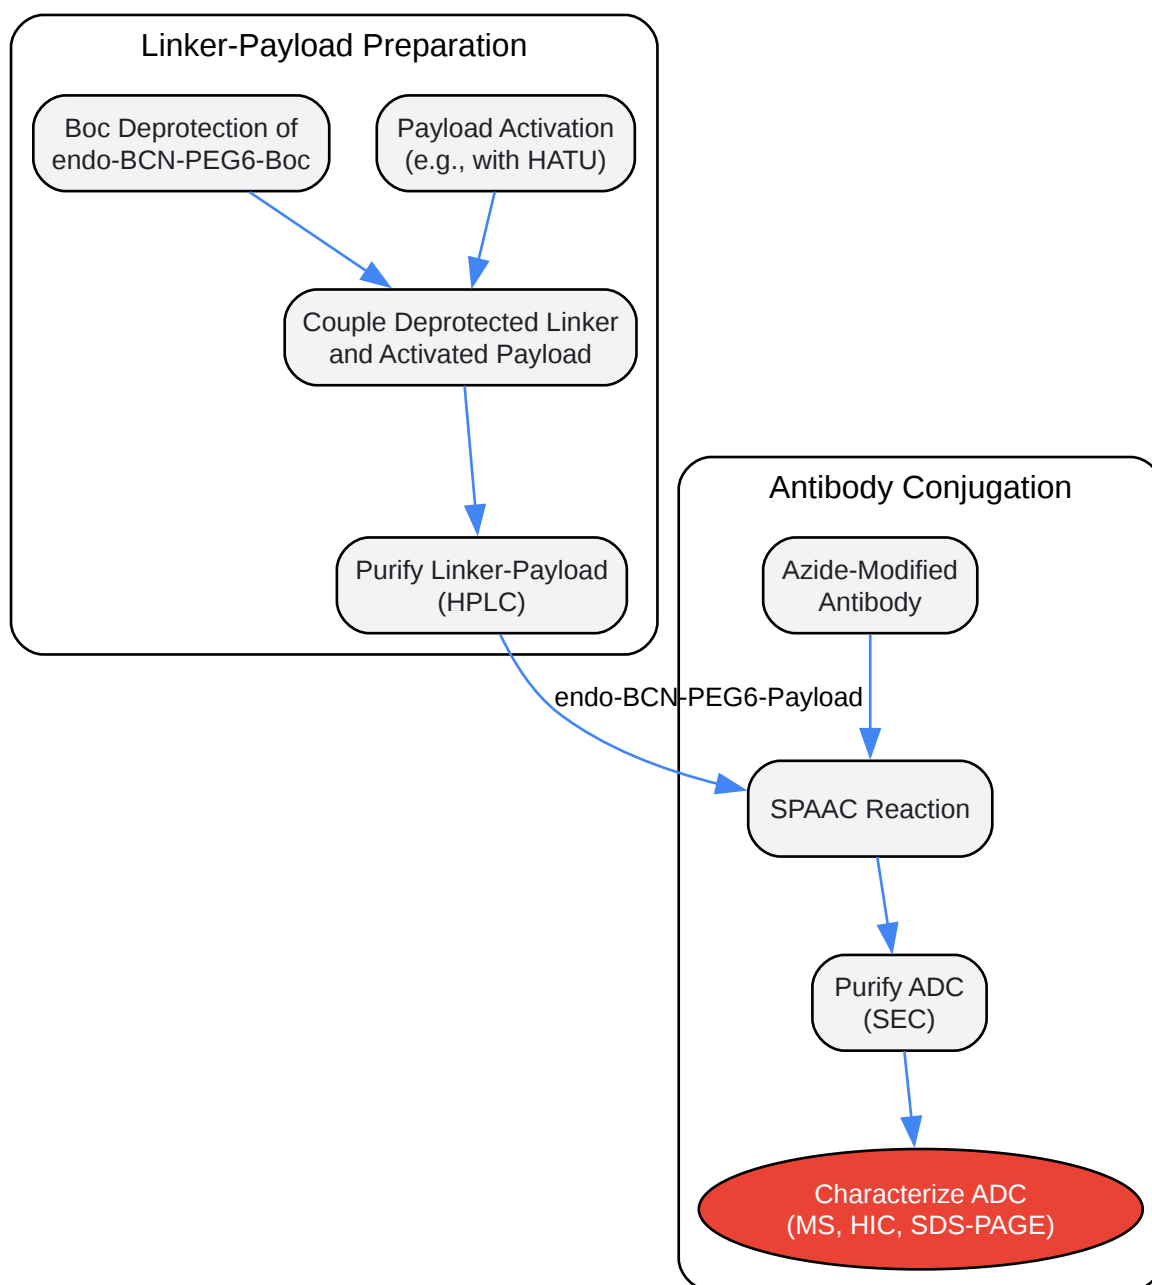 Linker-Payload Preparation
Boc Deprotection of
endo-BCN-PEG6-Boc
Payload Activation
(e.g., with HATU)
Couple Deprotected Linker
and Activated Payload
Purify Linker-Payload
(HPLC)
endo-BCN-PEG6-Payload
Antibody Conjugation
Azide-Modified
Antibody
SPAAC Reaction
Purify ADC
(SEC)
Characterize ADC
(MS, HIC, SDS-PAGE)